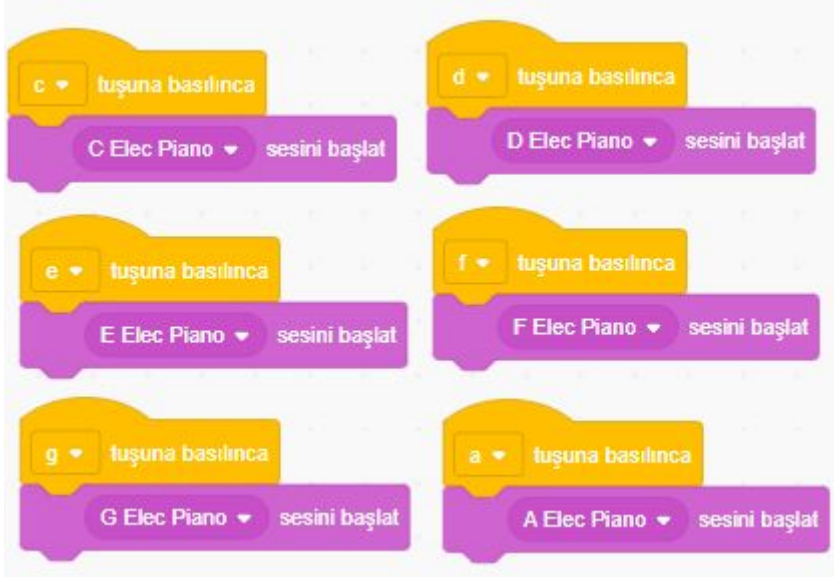 c tuşuna basılınca
C Elec Piano sesini başlat
d tuşuna basılınca
D Elec Piano sesini başlat
e tuşuna basılınca
E Elec Piano sesini başlat
f tuşuna basılınca
F Elec Piano sesini başlat
g tuşuna basılınca
G Elec Piano sesini başlat
a tuşuna basılınca
A Elec Piano sesini başlat